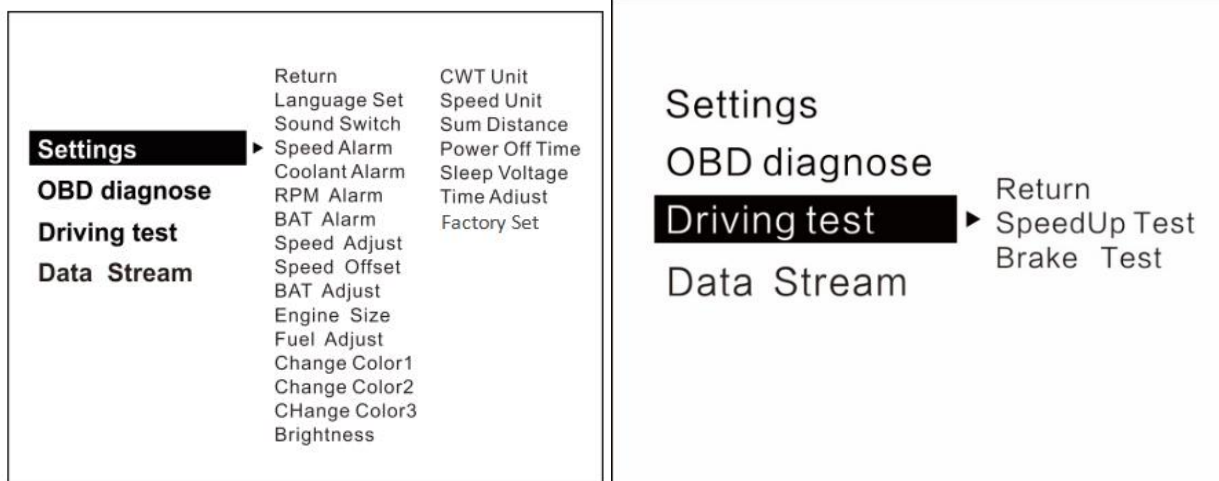 Settings
OBD diagnose
Driving test
Data Stream
Return
Language Set
Sound Switch
Speed Alarm
Coolant Alarm
RPM Alarm
BAT Alarm
Speed Adjust
Speed Offset
BAT Adjust
Engine Size
Fuel Adjust
Change Color1
Change Color2
CHange Color3
Brightness
CWT Unit
Speed Unit
Sum Distance
Power Off Time
Sleep Voltage
Time Adjust
Factory Set
Settings
OBD diagnose
Driving test
Data Stream
Return
SpeedUp Test
Brake Test